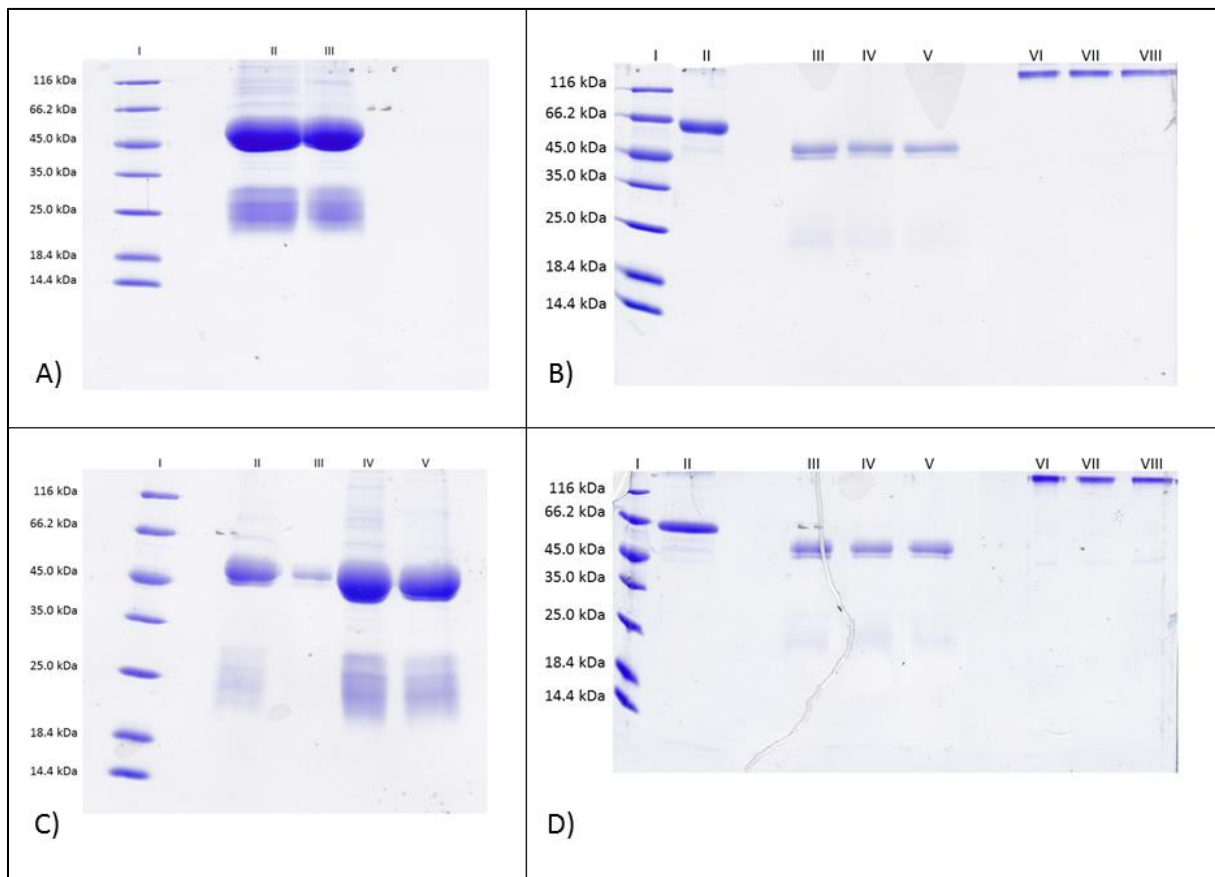 I II III
116 kDa
66.2 kDa
45.0 kDa
35.0 kDa
25.0 kDa
18.4 kDa
14.4 kDa
A)
I II III IV V VI VII VIII
116 kDa
66.2 kDa
45.0 kDa
35.0 kDa
25.0 kDa
18.4 kDa
14.4 kDa
B)
I II III IV V
116 kDa
66.2 kDa
45.0 kDa
35.0 kDa
25.0 kDa
18.4 kDa
14.4 kDa
C)
I II III IV V VI VII VIII
116 kDa
66.2 kDa
45.0 kDa
35.0 kDa
25.0 kDa
18.4 kDa
14.4 kDa
D)